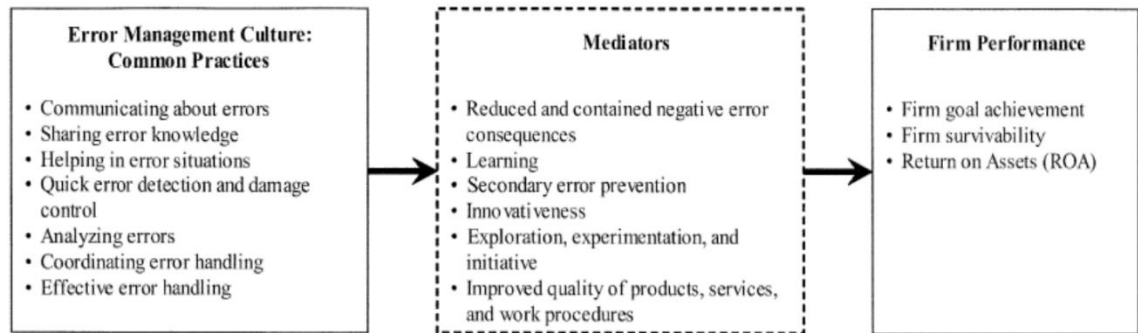 Error Management Culture:
Common Practices
• Communicating about errors
• Sharing error knowledge
• Helping in error situations
• Quick error detection and damage
control
• Analyzing errors
• Coordinating error handling
• Effective error handling
Mediators
• Reduced and contained negative error
consequences
• Learning
• Secondary error prevention
• Innovativeness
• Exploration, experimentation, and
initiative
• Improved quality of products, services,
and work procedures
Firm Performance
• Firm goal achievement
• Firm survivability
• Return on Assets (ROA)